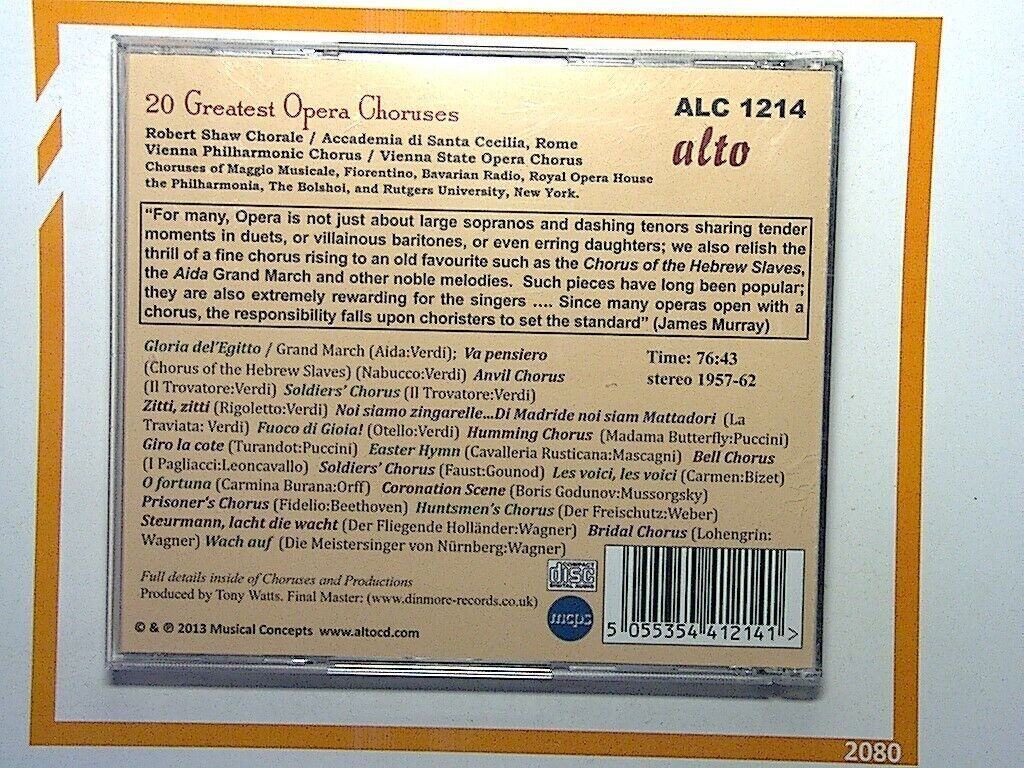 20 Greatest Opera Choruses
ALC 1214
alto
Robert Shaw Chorale / Accademia di Santa Cecilia, Rome
Vienna Philharmonic Chorus / Vienna State Opera Chorus
Choruses of Maggio Musicale, Fiorentino, Bavarian Radio, Royal Opera House
the Philharmonia, The Bolshoi, and Rutgers University, New York.
“For many, Opera is not just about large sopranos and dashing tenors sharing tender
moments in duets, or villainous baritones, or even erring daughters; we also relish the
thrill of a fine chorus rising to an old favourite such as the Chorus of the Hebrew Slaves,
the Aida Grand March and other noble melodies. Such pieces have long been popular;
they are also extremely rewarding for the singers .... Since many operas open with a
chorus, the responsibility falls upon choristers to set the standard” (James Murray)
Gloria del'Egitto / Grand March (Aida:Verdi); Va pensiero
(Chorus of the Hebrew Slaves) (Nabucco:Verdi) Anvil Chorus
(Il Trovatore:Verdi) Soldiers' Chorus (Il Trovatore:Verdi)
Time: 76:43
stereo 1957-62
Zitti, zitti (Rigoletto:Verdi) Noi siamo zingarelle...Di Madride noi siam Mattadori (La
Traviata: Verdi) Fuoco di Gioia! (Otello:Verdi) Humming Chorus (Madama Butterfly:Puccini)
Giro la cote (Turandot:Puccini) Easter Hymn (Cavalleria Rusticana:Mascagni) Bell Chorus
(I Pagliacci:Leoncavallo) Soldiers' Chorus (Faust:Gounod) Les voici, les voici (Carmen:Bizet)
O fortuna (Carmina Burana:Orff) Coronation Scene (Boris Godunov:Mussorgsky)
Prisoner's Chorus (Fidelio:Beethoven) Huntsmen's Chorus (Der Freischutz:Weber)
Steurmann, lacht die wacht (Der Fliegende Holländer:Wagner) Bridal Chorus (Lohengrin:
Wagner) Wach auf (Die Meistersinger von Nürnberg:Wagner)
Full details inside of Choruses and Productions
Produced by Tony Watts. Final Master: (www.dinmore-records.co.uk)
© & ℗ 2013 Musical Concepts www.altocd.com
COMPACT
disc
DIGITAL AUDIO
mcps
5 055354 412141 >
2080